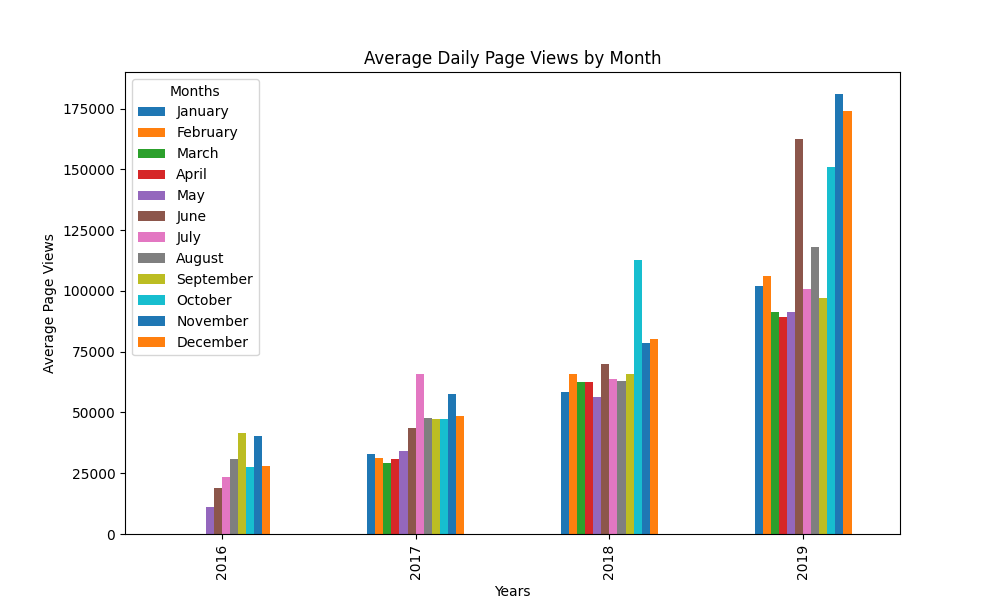 Average Daily Page Views by Month
Average Page Views
175000
150000
125000
100000
75000
50000
25000
0
Months
January
February
March
April
May
June
July
August
September
October
November
December
2016
2017
2018
2019
Years